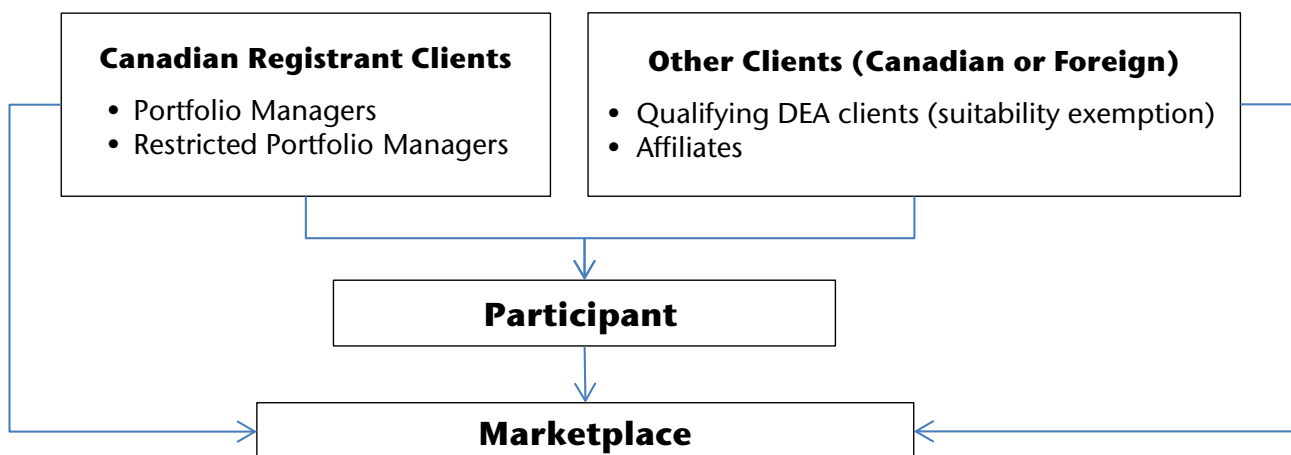 Canadian Registrant Clients
• Portfolio Managers
• Restricted Portfolio Managers
Other Clients (Canadian or Foreign)
• Qualifying DEA clients (suitability exemption)
• Affiliates
Participant
Marketplace